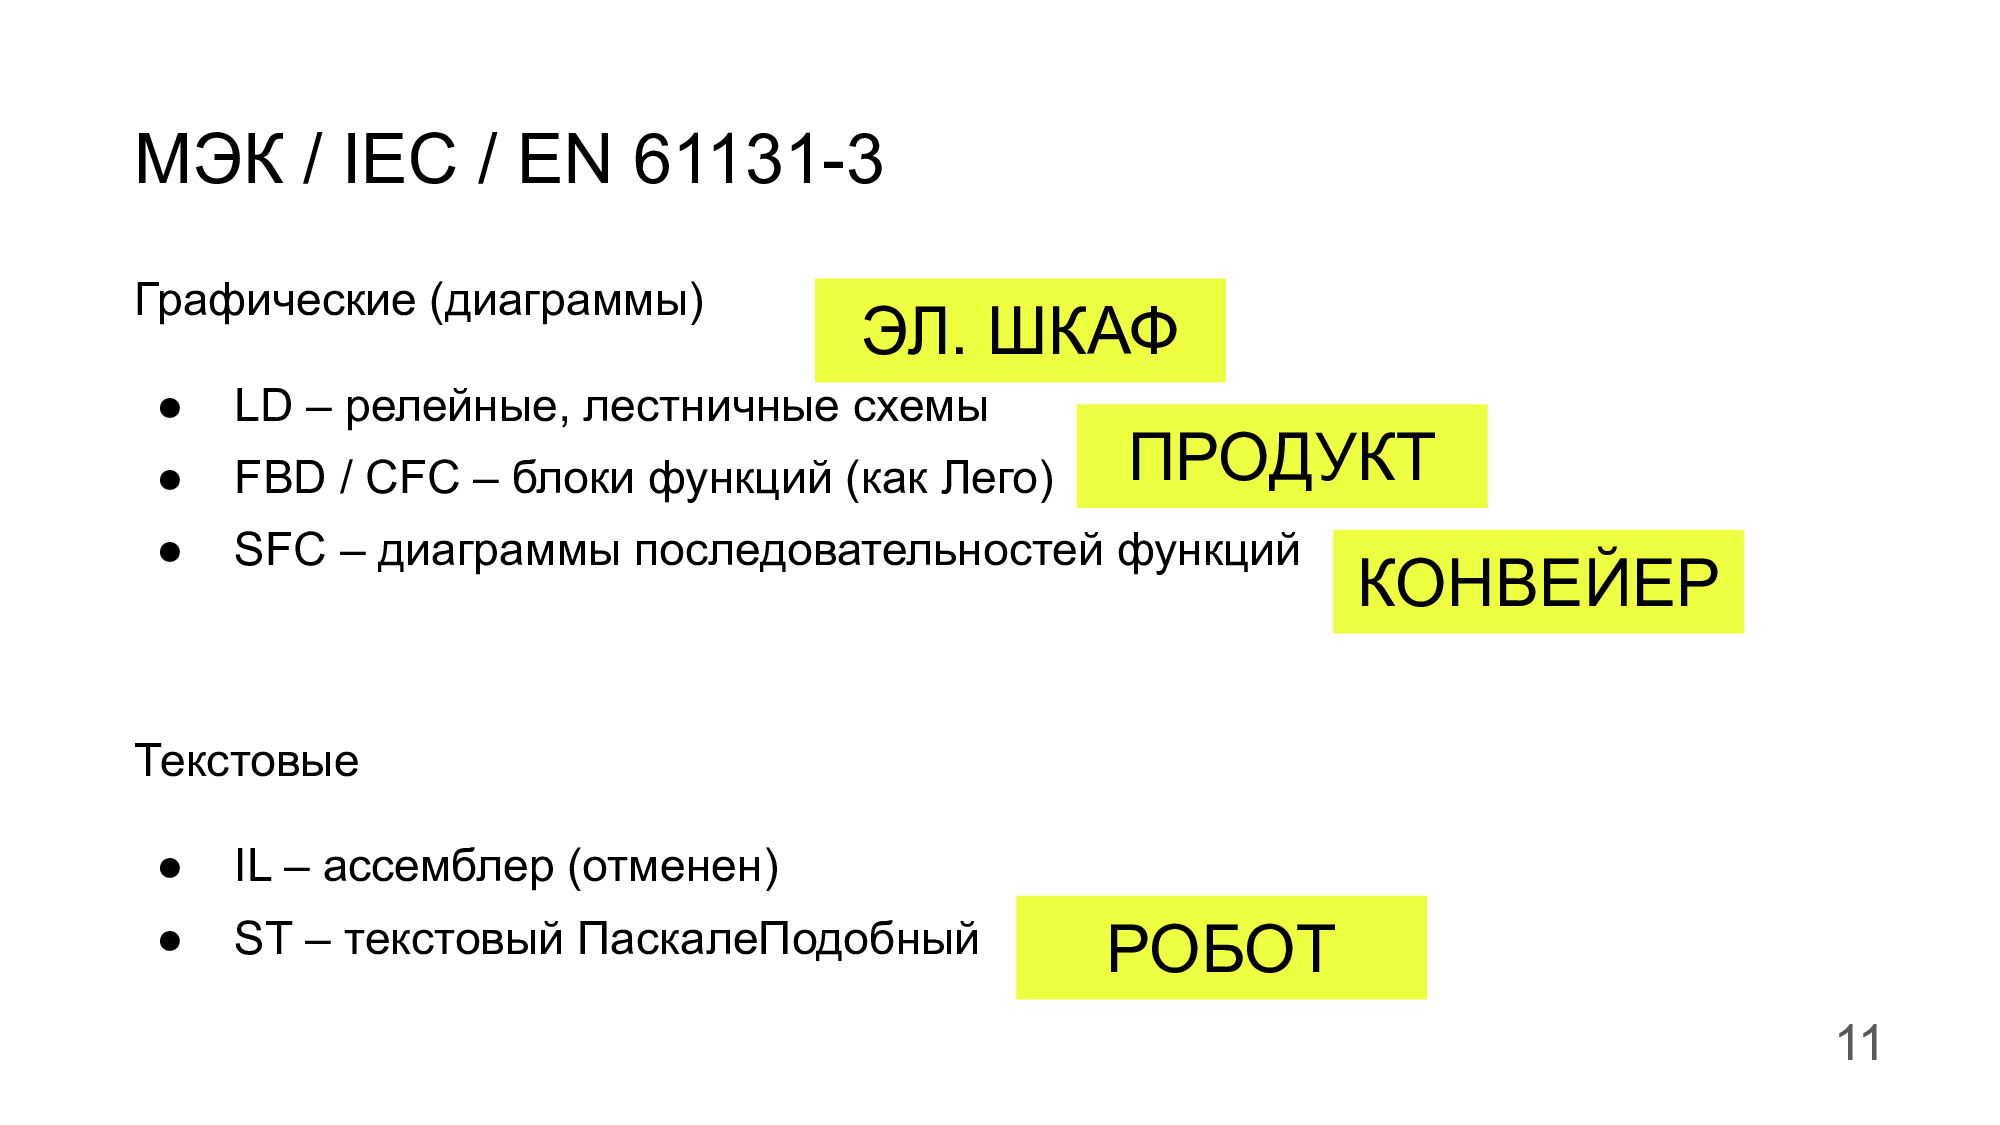 МЭК / IEC / EN 61131-3
Графические (диаграммы)
ЭЛ. ШКАФ
● LD – релейные, лестничные схемы
● FBD / CFC – блоки функций (как Лего)
ПРОДУКТ
● SFC – диаграммы последовательностей функций
КОНВЕЙЕР
Текстовые
● IL – ассемблер (отменен)
● ST – текстовый ПаскалеПодобный
РОБОТ
11